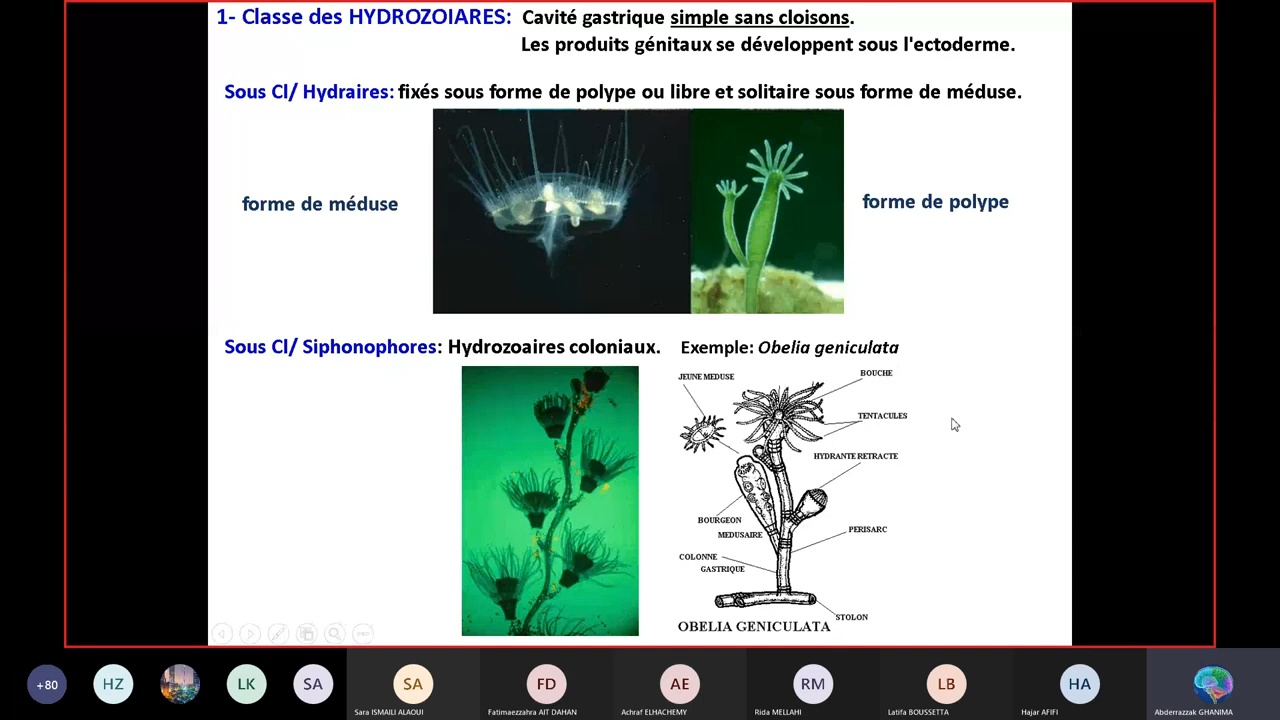 1- Classe des HYDROZOIARES: Cavité gastrique simple sans cloisons.
Les produits génitaux se développent sous l'ectoderme.
Sous Cl/ Hydraires: fixés sous forme de polype ou libre et solitaire sous forme de méduse.
forme de méduse
forme de polype
Sous Cl/ Siphonophores: Hydrozoaires coloniaux. Exemple: Obelia geniculata
JEUNE MEDUSE
BOUCHE
TENTACULES
HYDRANTE RETRACTE
BOURGEON
MEDUSAIRE
PERISARC
COLONNE
GASTRIQUE
STOLON
OBELIA GENICULATA
+80
HZ
LK
SA
SA
FD
AE
RM
LB
HA
Sara ISMAILI ALAOUI
Fatimaezzahra AIT DAHAN
Achraf ELHACHEMY
Rida MELLAHI
Latifa BOUSSETTA
Hajar AFIFI
Abderrazzak GHANIMA